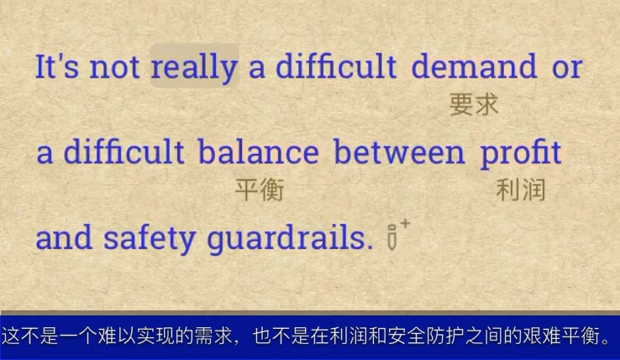 It's not really a difficult demand or
要求
a difficult balance between profit
平衡 利润
and safety guardrails.
这不是一个难以实现的需求，也不是在利润和安全防护之间的艰难平衡。